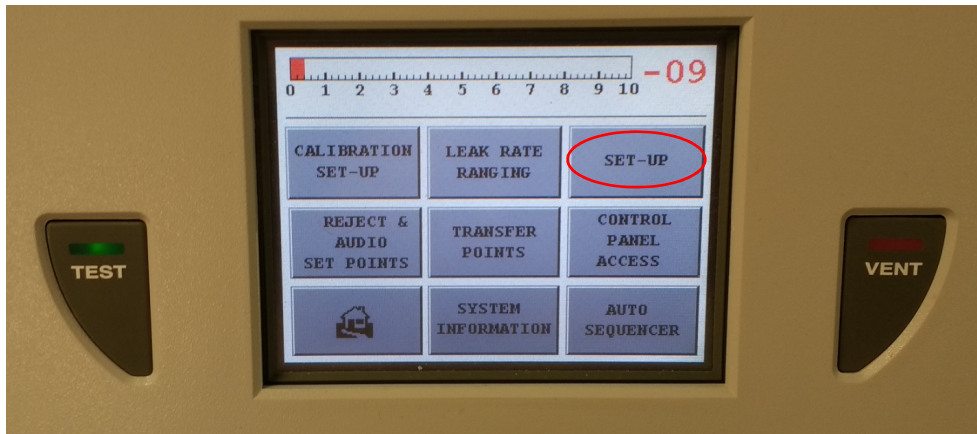 -09
0 1 2 3 4 5 6 7 8 9 10
CALIBRATION
SET-UP
LEAK RATE
RANGING
SET-UP
REJECT &
AUDIO
SET POINTS
TRANSFER
POINTS
CONTROL
PANEL
ACCESS
SYSTEM
INFORMATION
AUTO
SEQUENCER
TEST
VENT